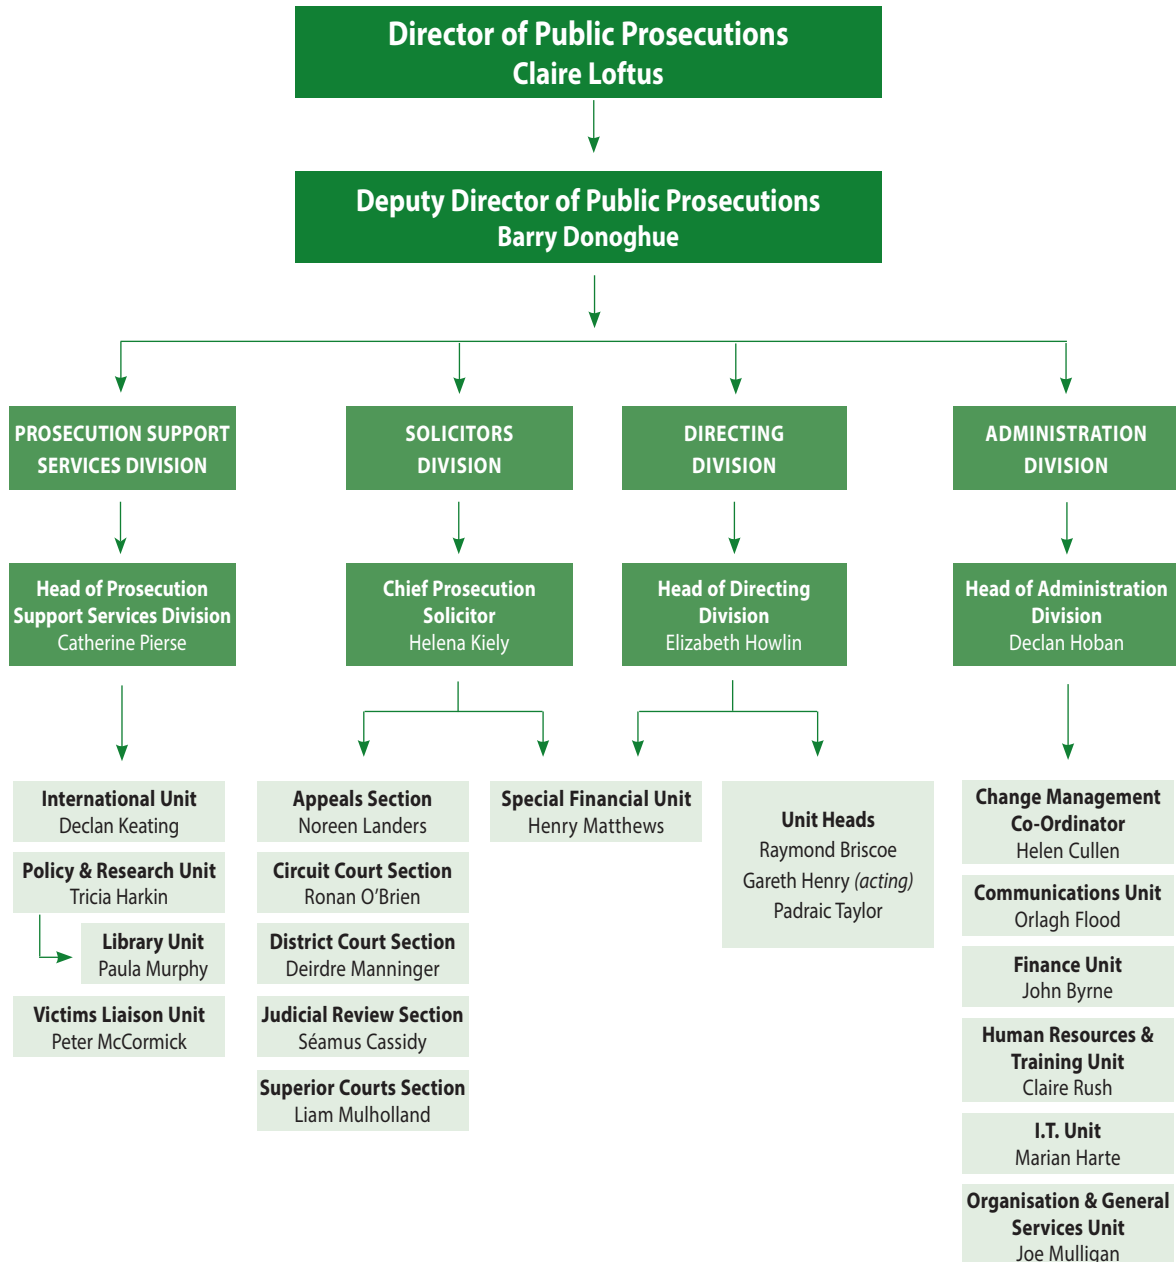 Director of Public Prosecutions
Claire Loftus
Deputy Director of Public Prosecutions
Barry Donoghue
PROSECUTION SUPPORT
SERVICES DIVISION
SOLICITORS
DIVISION
DIRECTING
DIVISION
ADMINISTRATION
DIVISION
Head of Prosecution
Support Services Division
Catherine Pierse
Chief Prosecution
Solicitor
Helena Kiely
Head of Directing
Division
Elizabeth Howlin
Head of Administration
Division
Declan Hoban
International Unit
Declan Keating
Policy & Research Unit
Tricia Harkin
Library Unit
Paula Murphy
Victims Liaison Unit
Peter McCormick
Appeals Section
Noreen Landers
Circuit Court Section
Ronan O’Brien
District Court Section
Deirdre Manninger
Judicial Review Section
Séamus Cassidy
Superior Courts Section
Liam Mulholland
Special Financial Unit
Henry Matthews
Unit Heads
Raymond Briscoe
Gareth Henry (acting)
Padraic Taylor
Change Management
Co-Ordinator
Helen Cullen
Communications Unit
Orlagh Flood
Finance Unit
John Byrne
Human Resources &
Training Unit
Claire Rush
I.T. Unit
Marian Harte
Organisation & General
Services Unit
Joe Mulligan